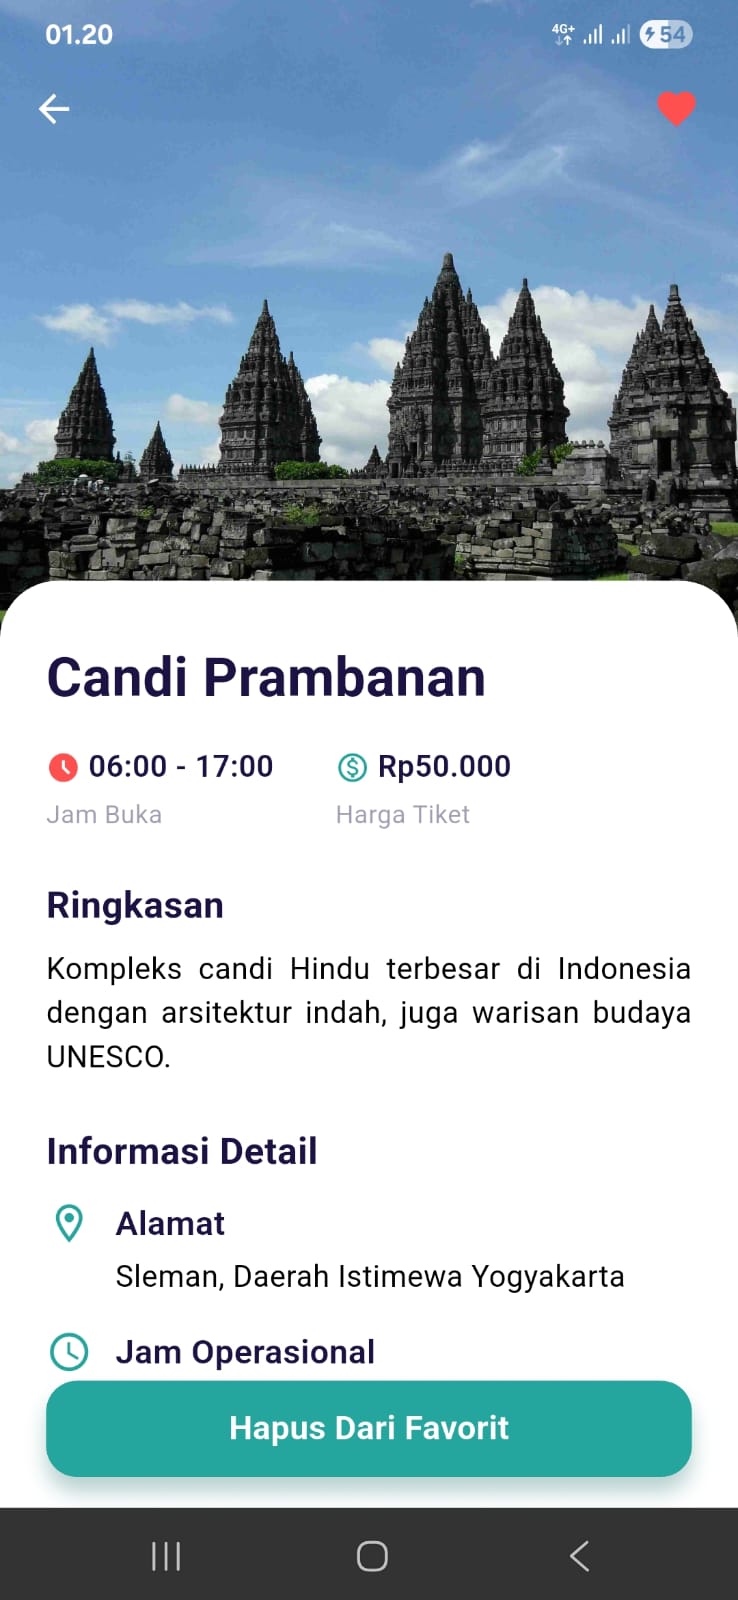 01.20
4G+
54
Candi Prambanan
06:00 - 17:00
Rp50.000
Jam Buka
Harga Tiket
Ringkasan
Kompleks candi Hindu terbesar di Indonesia
dengan arsitektur indah, juga warisan budaya
UNESCO.
Informasi Detail
Alamat
Sleman, Daerah Istimewa Yogyakarta
Jam Operasional
Hapus Dari Favorit